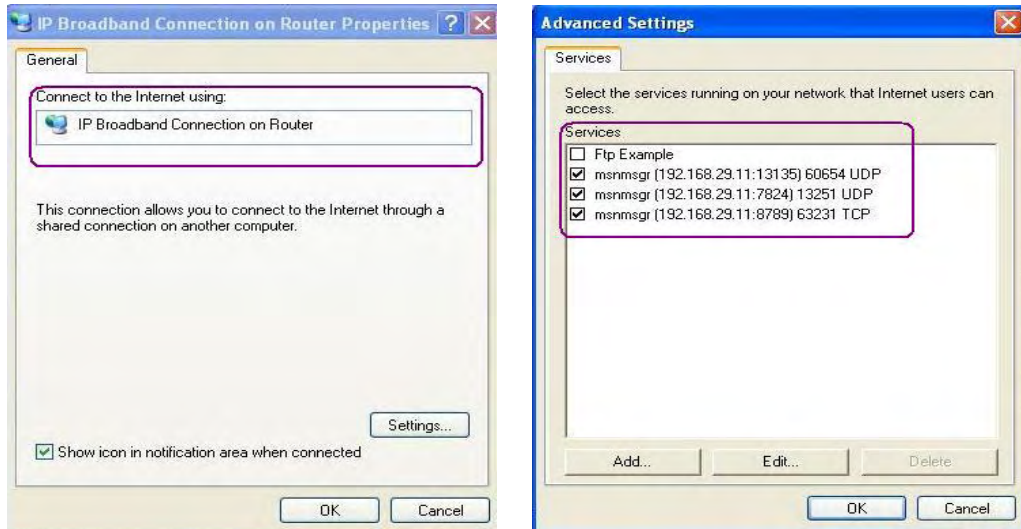 IP Broadband Connection on Router Properties
General
Connect to the Internet using:
IP Broadband Connection on Router
This connection allows you to connect to the Internet through a
shared connection on another computer.
Settings...
Show icon in notification area when connected
OK
Cancel
Advanced Settings
Services
Select the services running on your network that Internet users can
access.
Services
Ftp Example
msnmsgr (192.168.29.11:13135) 60654 UDP
msnmsgr (192.168.29.11:7824) 13251 UDP
msnmsgr (192.168.29.11:8789) 63231 TCP
Add...
Edit...
Delete
OK
Cancel